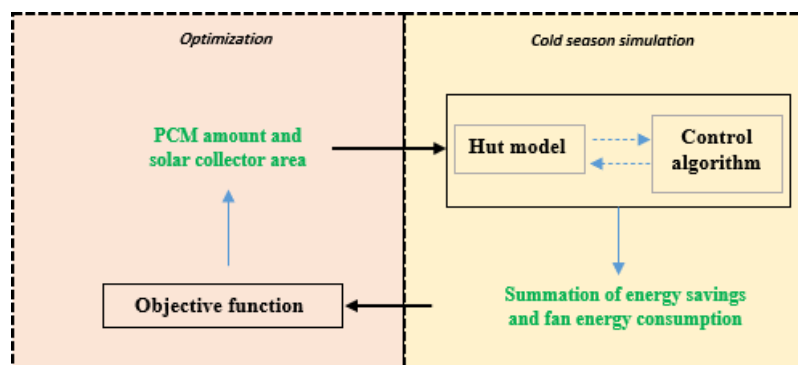 Optimization
Cold season simulation
PCM amount and
solar collector area
Hut model
Control
algorithm
Objective function
Summation of energy savings
and fan energy consumption